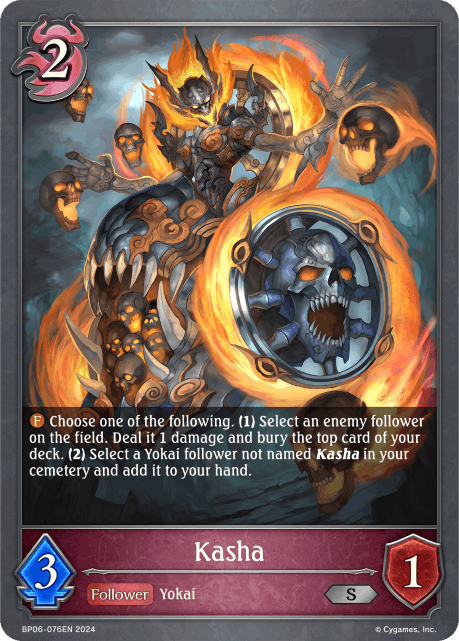 2
F Choose one of the following. (1) Select an enemy follower
on the field. Deal it 1 damage and bury the top card of your
deck. (2) Select a Yokai follower not named Kasha in your
cemetery and add it to your hand.
Kasha
3
Follower Yokai
S
1
BP06-076EN 2024
© Cygames, Inc.